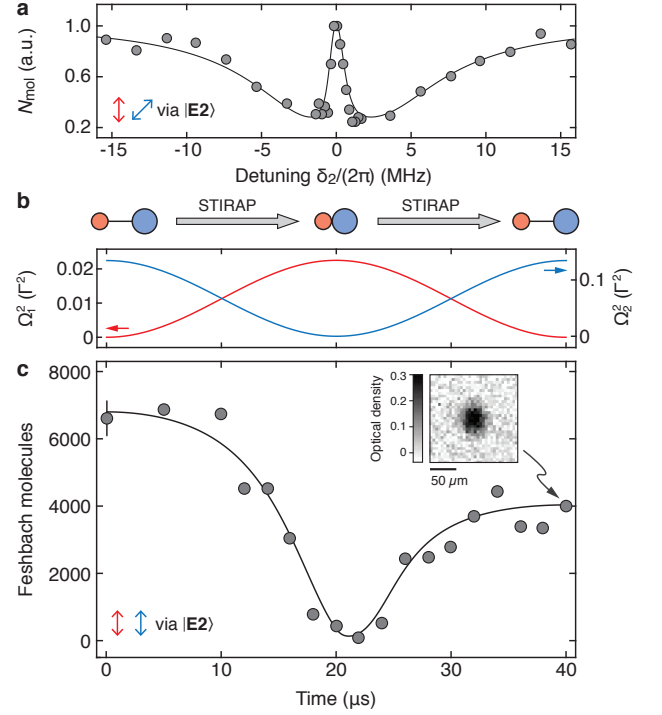 a
N_mol (a.u.)
1.0
0.6
0.2
via |E2⟩
-15 -10 -5 0 5 10 15
Detuning δ₂/(2π) (MHz)
b
STIRAP STIRAP
Ω₁² (Γ²)
0.02
0.01
0
0.1
0
Ω₂² (Γ²)
c
Feshbach molecules
8000
6000
4000
2000
0
Optical density
0.3
0.2
0.1
0
50 µm
via |E2⟩
0 10 20 30 40
Time (µs)